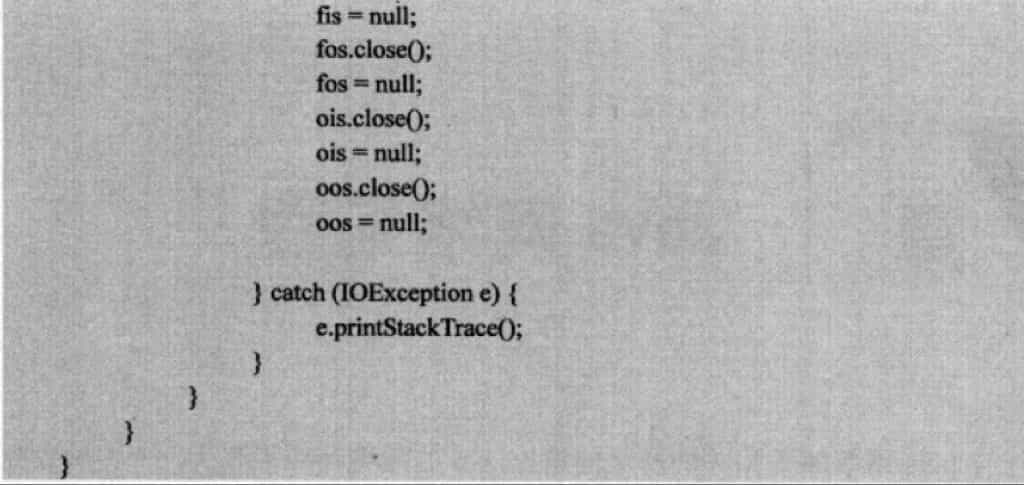 fis = null;
fos.close();
fos = null;
ois.close();
ois = null;
oos.close();
oos = null;
} catch (IOException e) {
e.printStackTrace();
}
}
}
}